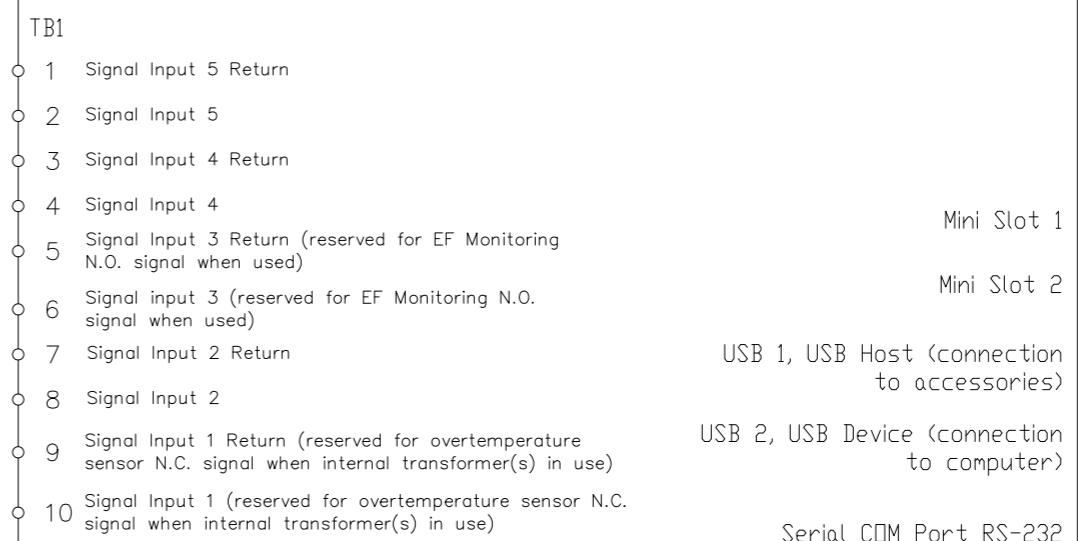 TB1
1 Signal Input 5 Return
2 Signal Input 5
3 Signal Input 4 Return
4 Signal Input 4
5 Signal Input 3 Return (reserved for EF Monitoring
N.O. signal when used)
6 Signal input 3 (reserved for EF Monitoring N.O.
signal when used)
7 Signal Input 2 Return
8 Signal Input 2
9 Signal Input 1 Return (reserved for overtemperature
sensor N.C. signal when internal transformer(s) in use)
10 Signal Input 1 (reserved for overtemperature sensor N.C.
signal when internal transformer(s) in use)
Mini Slot 1
Mini Slot 2
USB 1, USB Host (connection
to accessories)
USB 2, USB Device (connection
to computer)
Serial COM Port RS-232